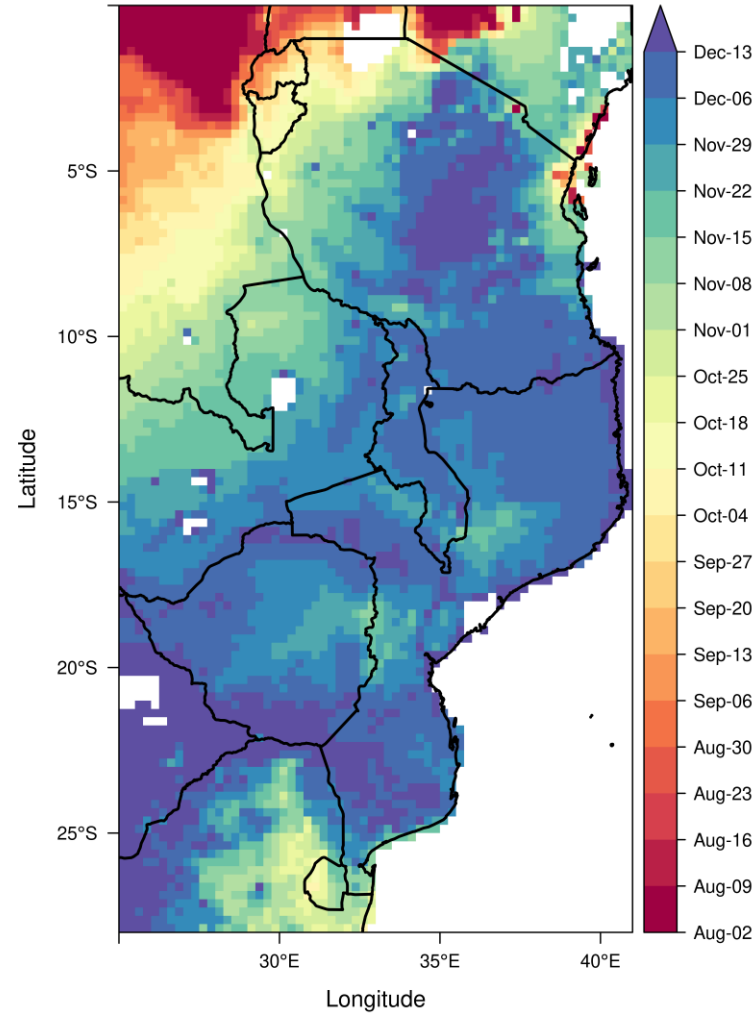 Latitude
5°S
10°S
15°S
20°S
25°S
30°E
35°E
40°E
Longitude
Dec-13
Dec-06
Nov-29
Nov-22
Nov-15
Nov-08
Nov-01
Oct-25
Oct-18
Oct-11
Oct-04
Sep-27
Sep-20
Sep-13
Sep-06
Aug-30
Aug-23
Aug-16
Aug-09
Aug-02